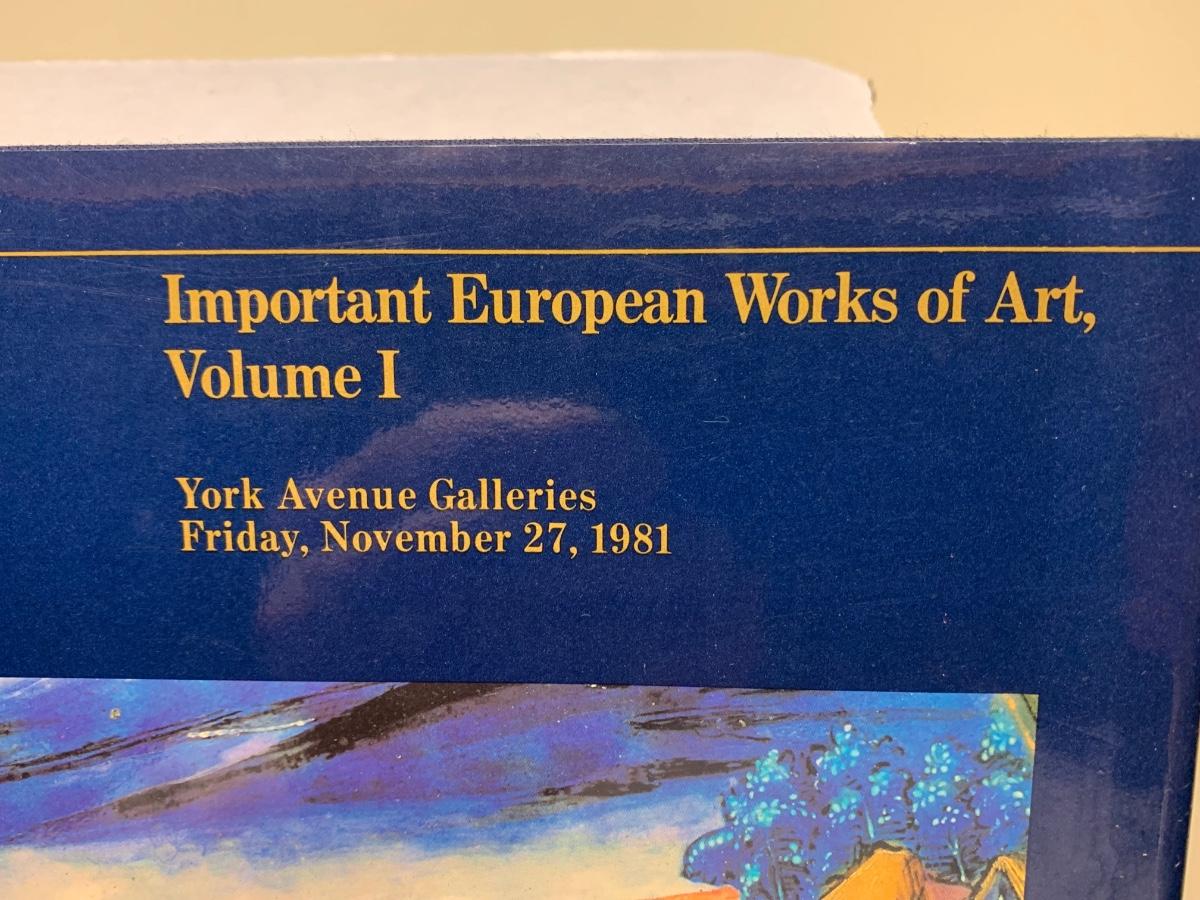 Important European Works of Art,
Volume I
York Avenue Galleries
Friday, November 27, 1981